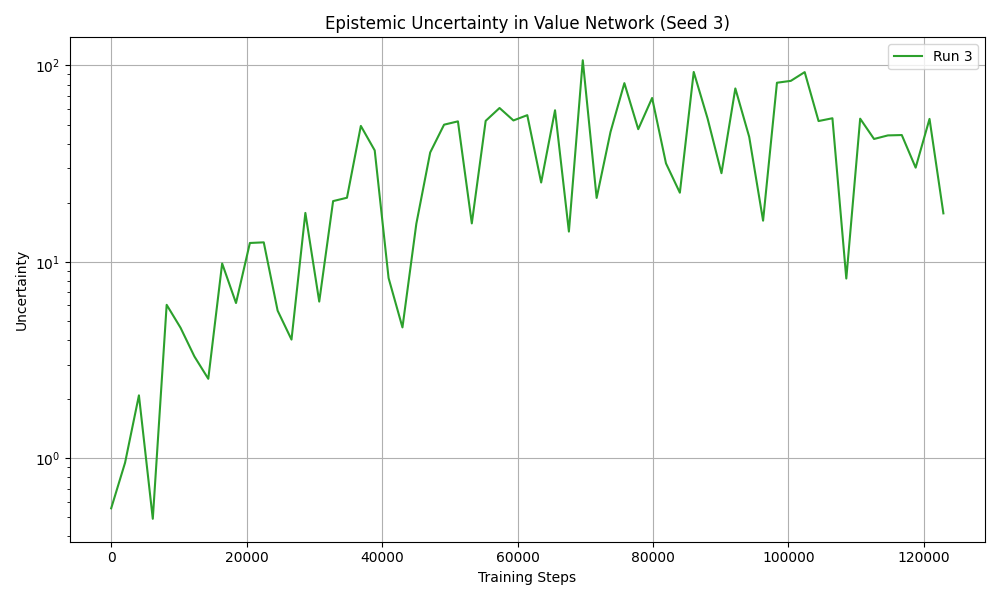 Epistemic Uncertainty in Value Network (Seed 3)
Run 3
10²
10¹
10⁰
Uncertainty
0 20000 40000 60000 80000 100000 120000
Training Steps